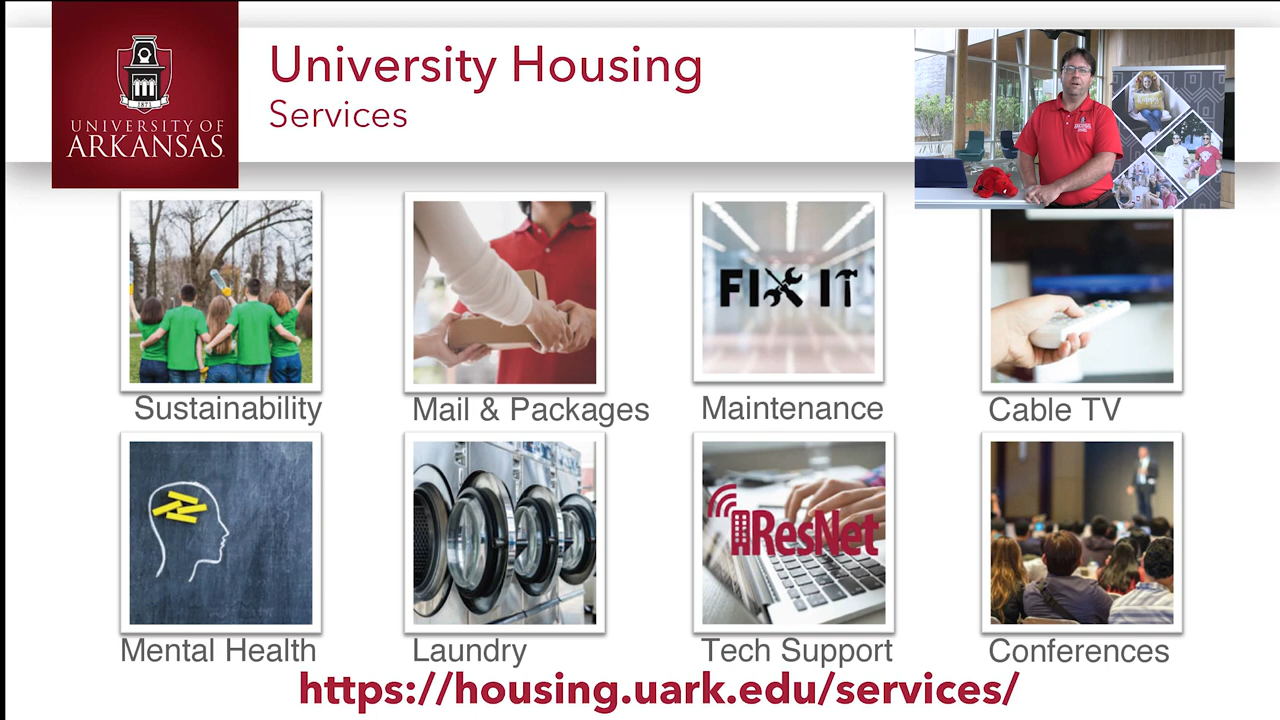 University Housing
Services
1871
UNIVERSITY OF
ARKANSAS
FIX IT
Sustainability
Mail & Packages
Maintenance
Cable TV
ResNet
Mental Health
Laundry
Tech Support
Conferences
https://housing.uark.edu/services/